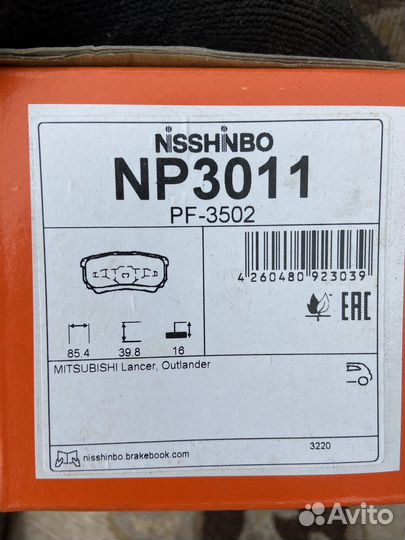 NiSSHiNBO
NP3011
PF-3502
4 260480 923039
EAC
85.4 39.8 16
MITSUBISHI Lancer, Outlander
nisshinbo.brakebook.com
3220
Avito